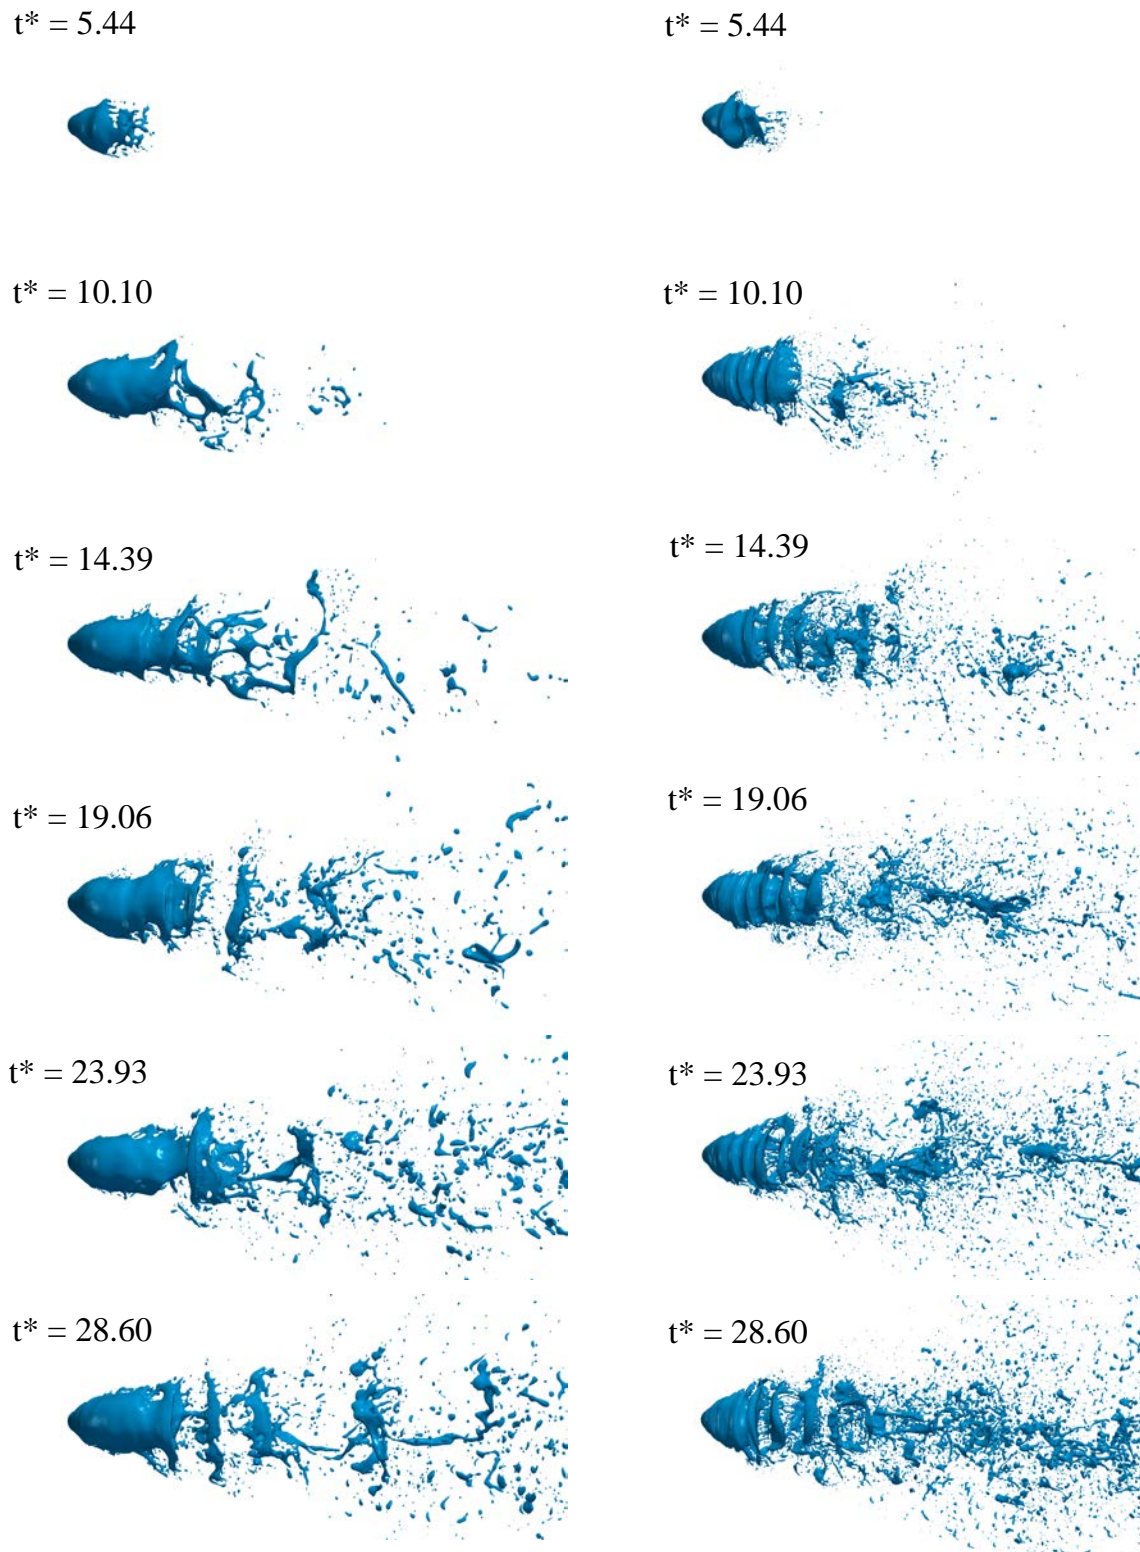 t* = 5.44
t* = 5.44
t* = 10.10
t* = 10.10
t* = 14.39
t* = 14.39
t* = 19.06
t* = 19.06
t* = 23.93
t* = 23.93
t* = 28.60
t* = 28.60